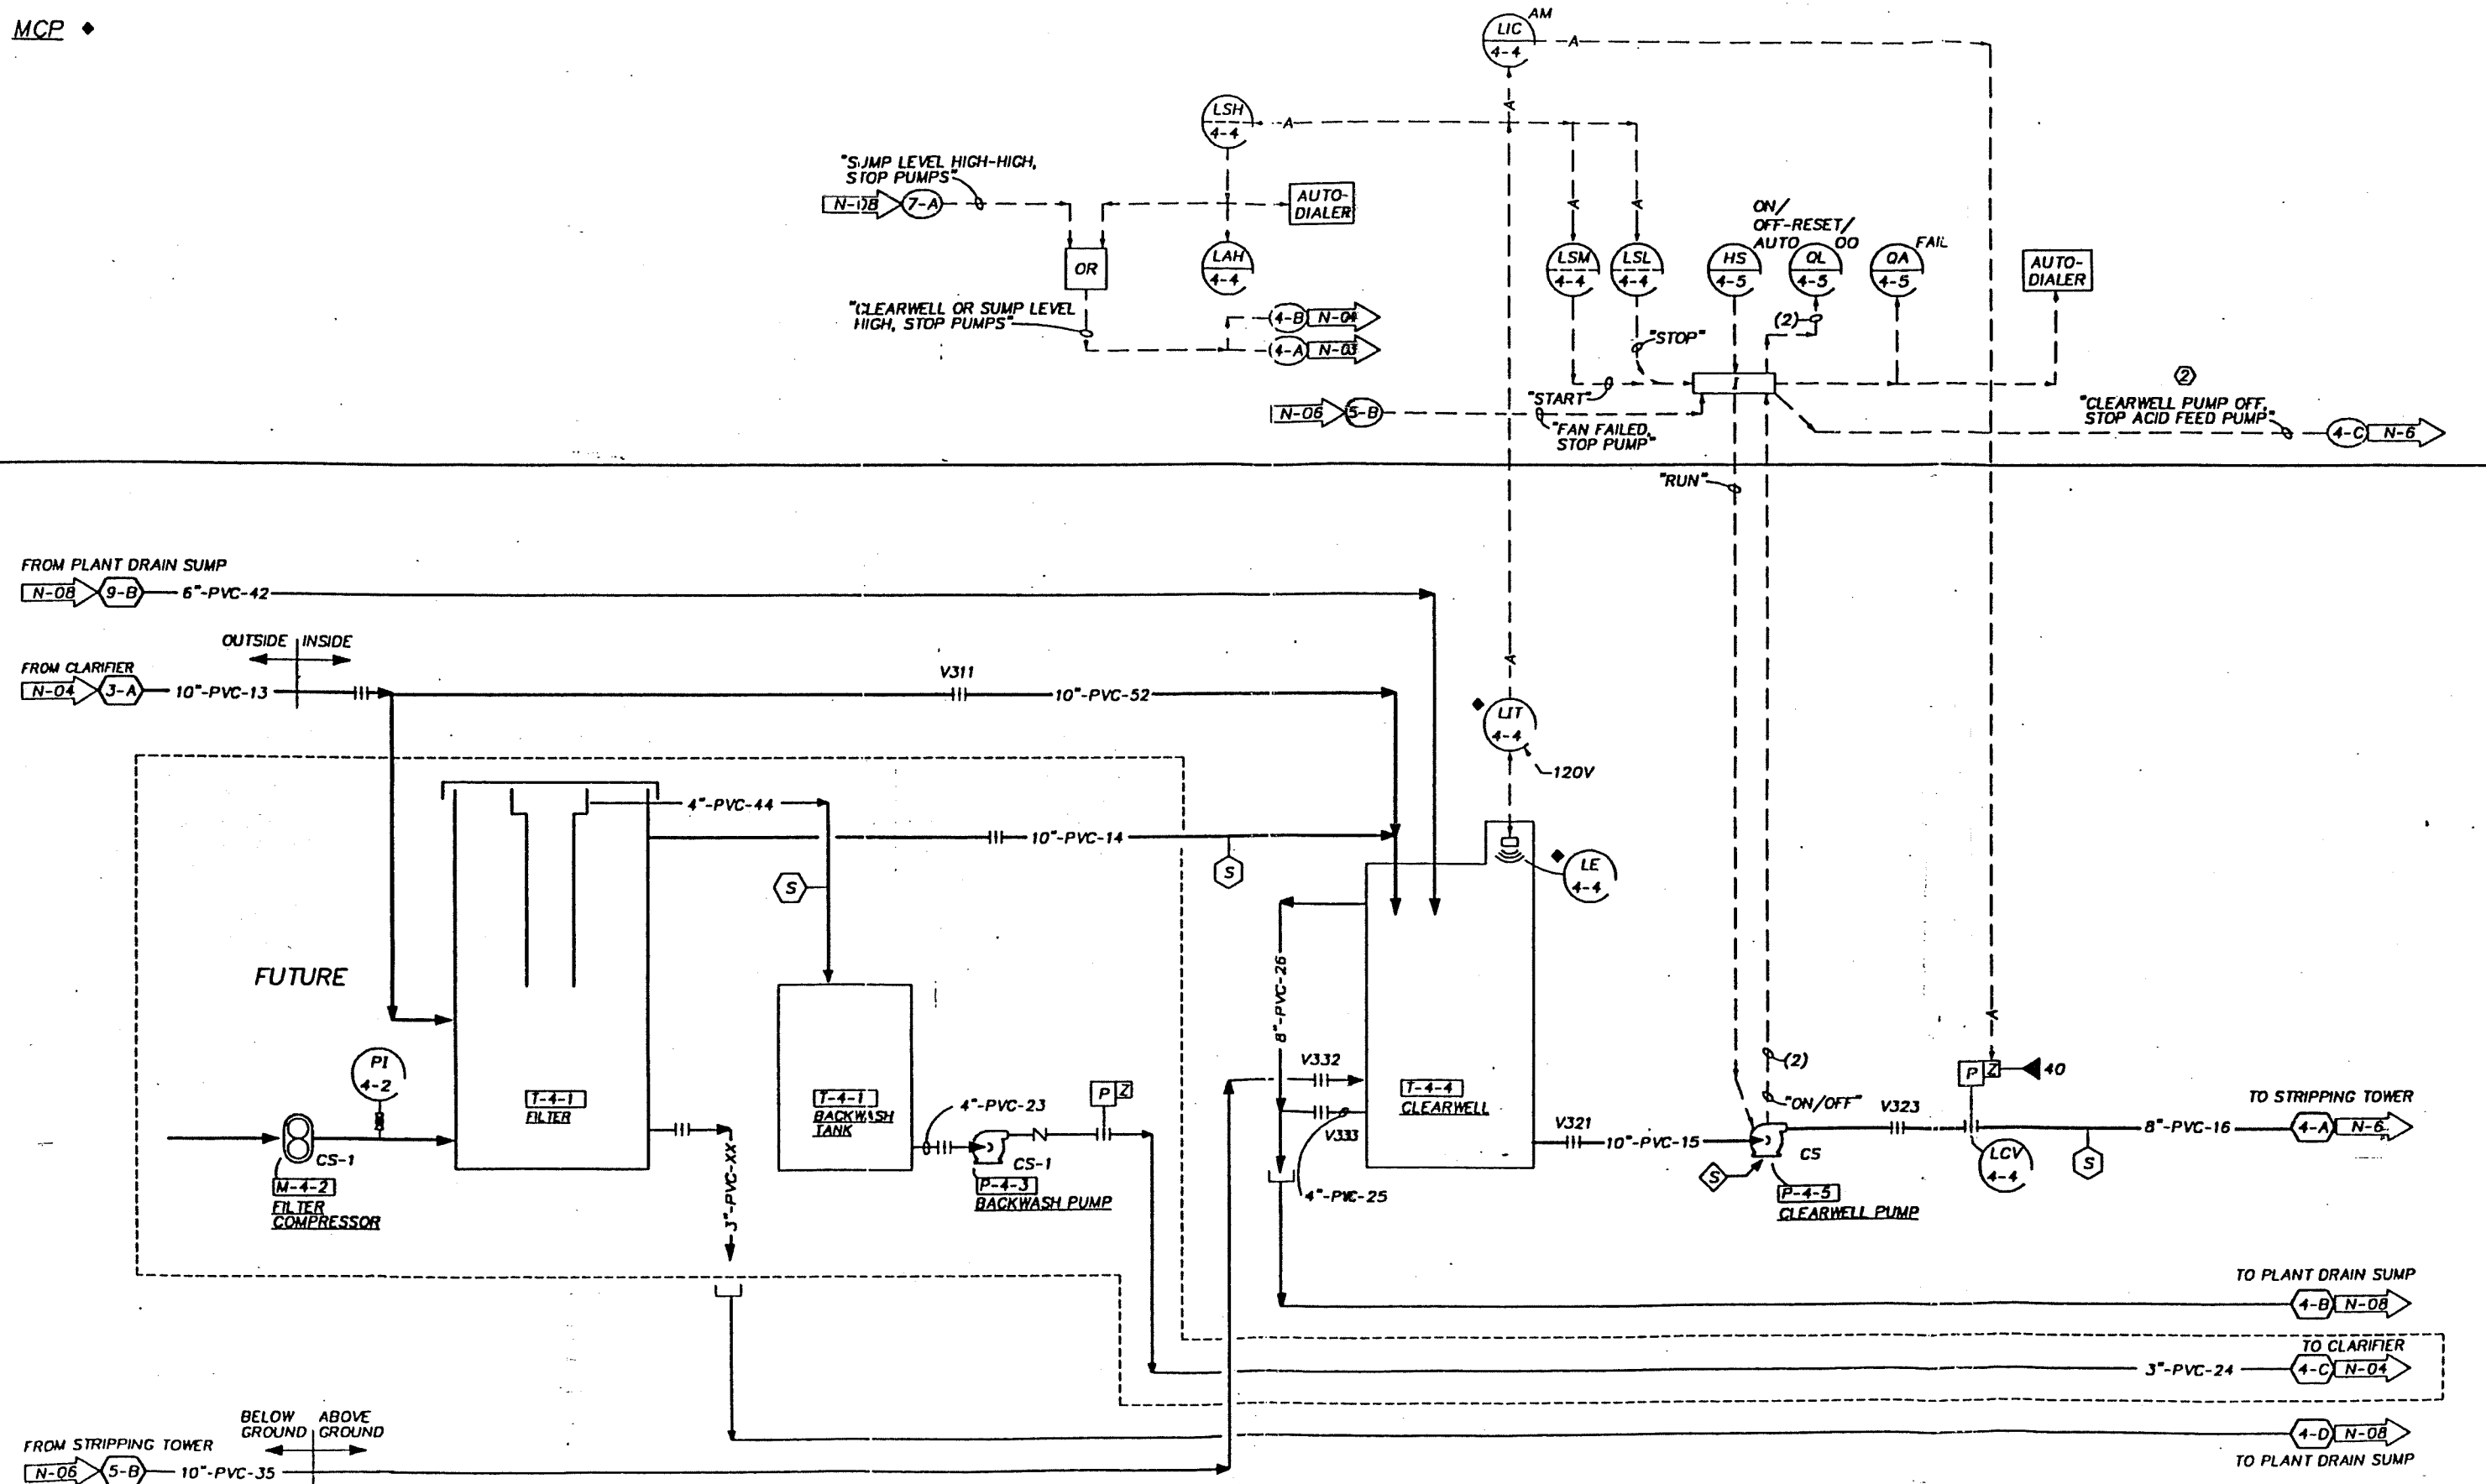 MCP ◆
AM
LIC
4-4
A
A
LSH
4-4
A
"SUMP LEVEL HIGH-HIGH,
STOP PUMPS"
N-08
7-A
AUTO-
DIALER
OR
LAH
4-4
"CLEARWELL OR SUMP LEVEL
HIGH, STOP PUMPS"
4-B
N-04
4-A
N-03
A
A
LSM
4-4
LSL
4-4
ON/
OFF-RESET/
AUTO
HS
4-5
OO
QL
4-5
FAIL
QA
4-5
AUTO-
DIALER
(2)
"STOP"
"START"
I
N-06
5-B
"FAN FAILED,
STOP PUMP"
2
"CLEARWELL PUMP OFF,
STOP ACID FEED PUMP"
4-C
N-6
"RUN"
FROM PLANT DRAIN SUMP
N-08
9-B
6"-PVC-42
OUTSIDE
INSIDE
FROM CLARIFIER
N-04
3-A
10"-PVC-13
V311
10"-PVC-52
A
LIT
4-4
120V
4"-PVC-44
10"-PVC-14
S
S
LE
4-4
FUTURE
8"-PVC-26
PI
4-2
T-4-1
FILTER
T-4-1
BACKWASH
TANK
4"-PVC-23
P
Z
CS-1
M-4-2
FILTER
COMPRESSOR
3"-PVC-XX
CS-1
P-4-3
BACKWASH PUMP
V332
V333
4"-PVC-25
T-4-4
CLEARWELL
V321
10"-PVC-15
(2)
"ON/OFF"
V323
S
CS
P-4-5
CLEARWELL PUMP
A
P
Z
40
LCV
4-4
S
8"-PVC-16
TO STRIPPING TOWER
4-A
N-6
TO PLANT DRAIN SUMP
4-B
N-08
TO CLARIFIER
3"-PVC-24
4-C
N-04
4-D
N-08
TO PLANT DRAIN SUMP
BELOW
GROUND
ABOVE
GROUND
FROM STRIPPING TOWER
N-06
5-B
10"-PVC-35